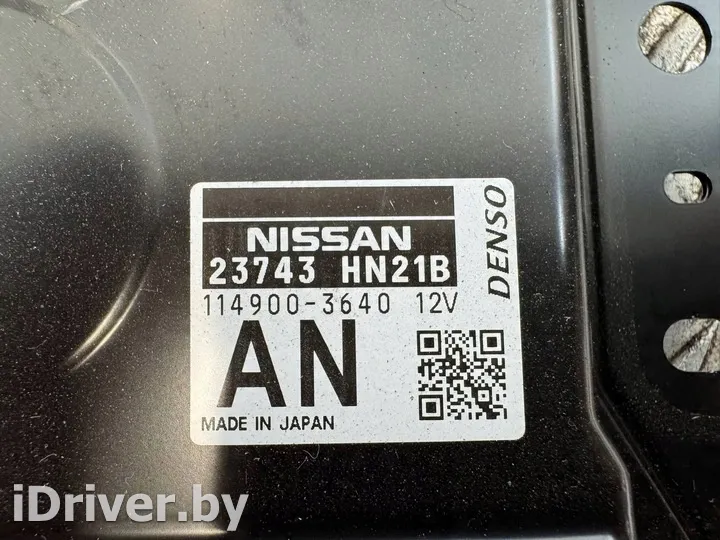 NISSAN
23743 HN21B
114900-3640 12V
AN
MADE IN JAPAN
DENSO
iDriver.by